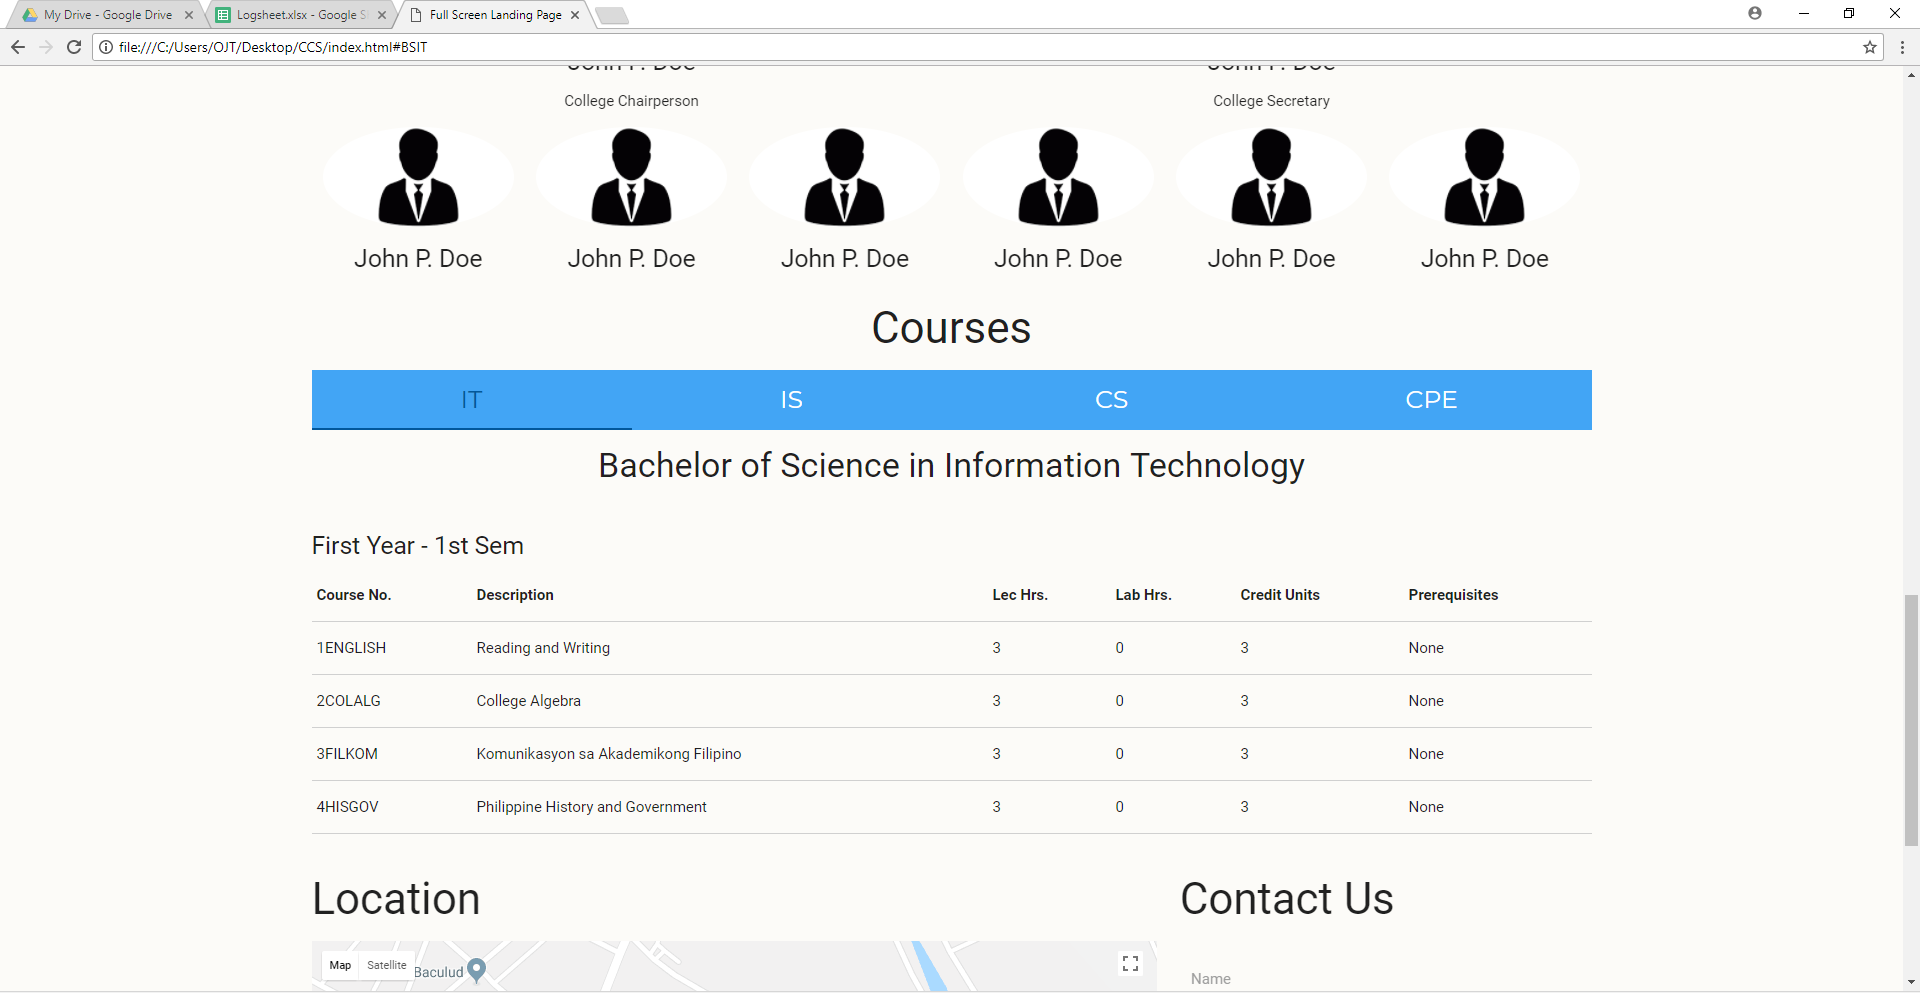 My Drive - Google Drive
Logsheet.xlsx - Google S
Full Screen Landing Page
file:///C:/Users/OJT/Desktop/CCS/index.html#BSIT
John P. Doe John P. Doe
College Chairperson College Secretary
John P. Doe John P. Doe John P. Doe John P. Doe John P. Doe John P. Doe
Courses
IT IS CS CPE
Bachelor of Science in Information Technology
First Year - 1st Sem
Course No. Description Lec Hrs. Lab Hrs. Credit Units Prerequisites
1ENGLISH Reading and Writing 3 0 3 None
2COLALG College Algebra 3 0 3 None
3FILKOM Komunikasyon sa Akademikong Filipino 3 0 3 None
4HISGOV Philippine History and Government 3 0 3 None
Location Contact Us
Map Satellite Baculud
Name